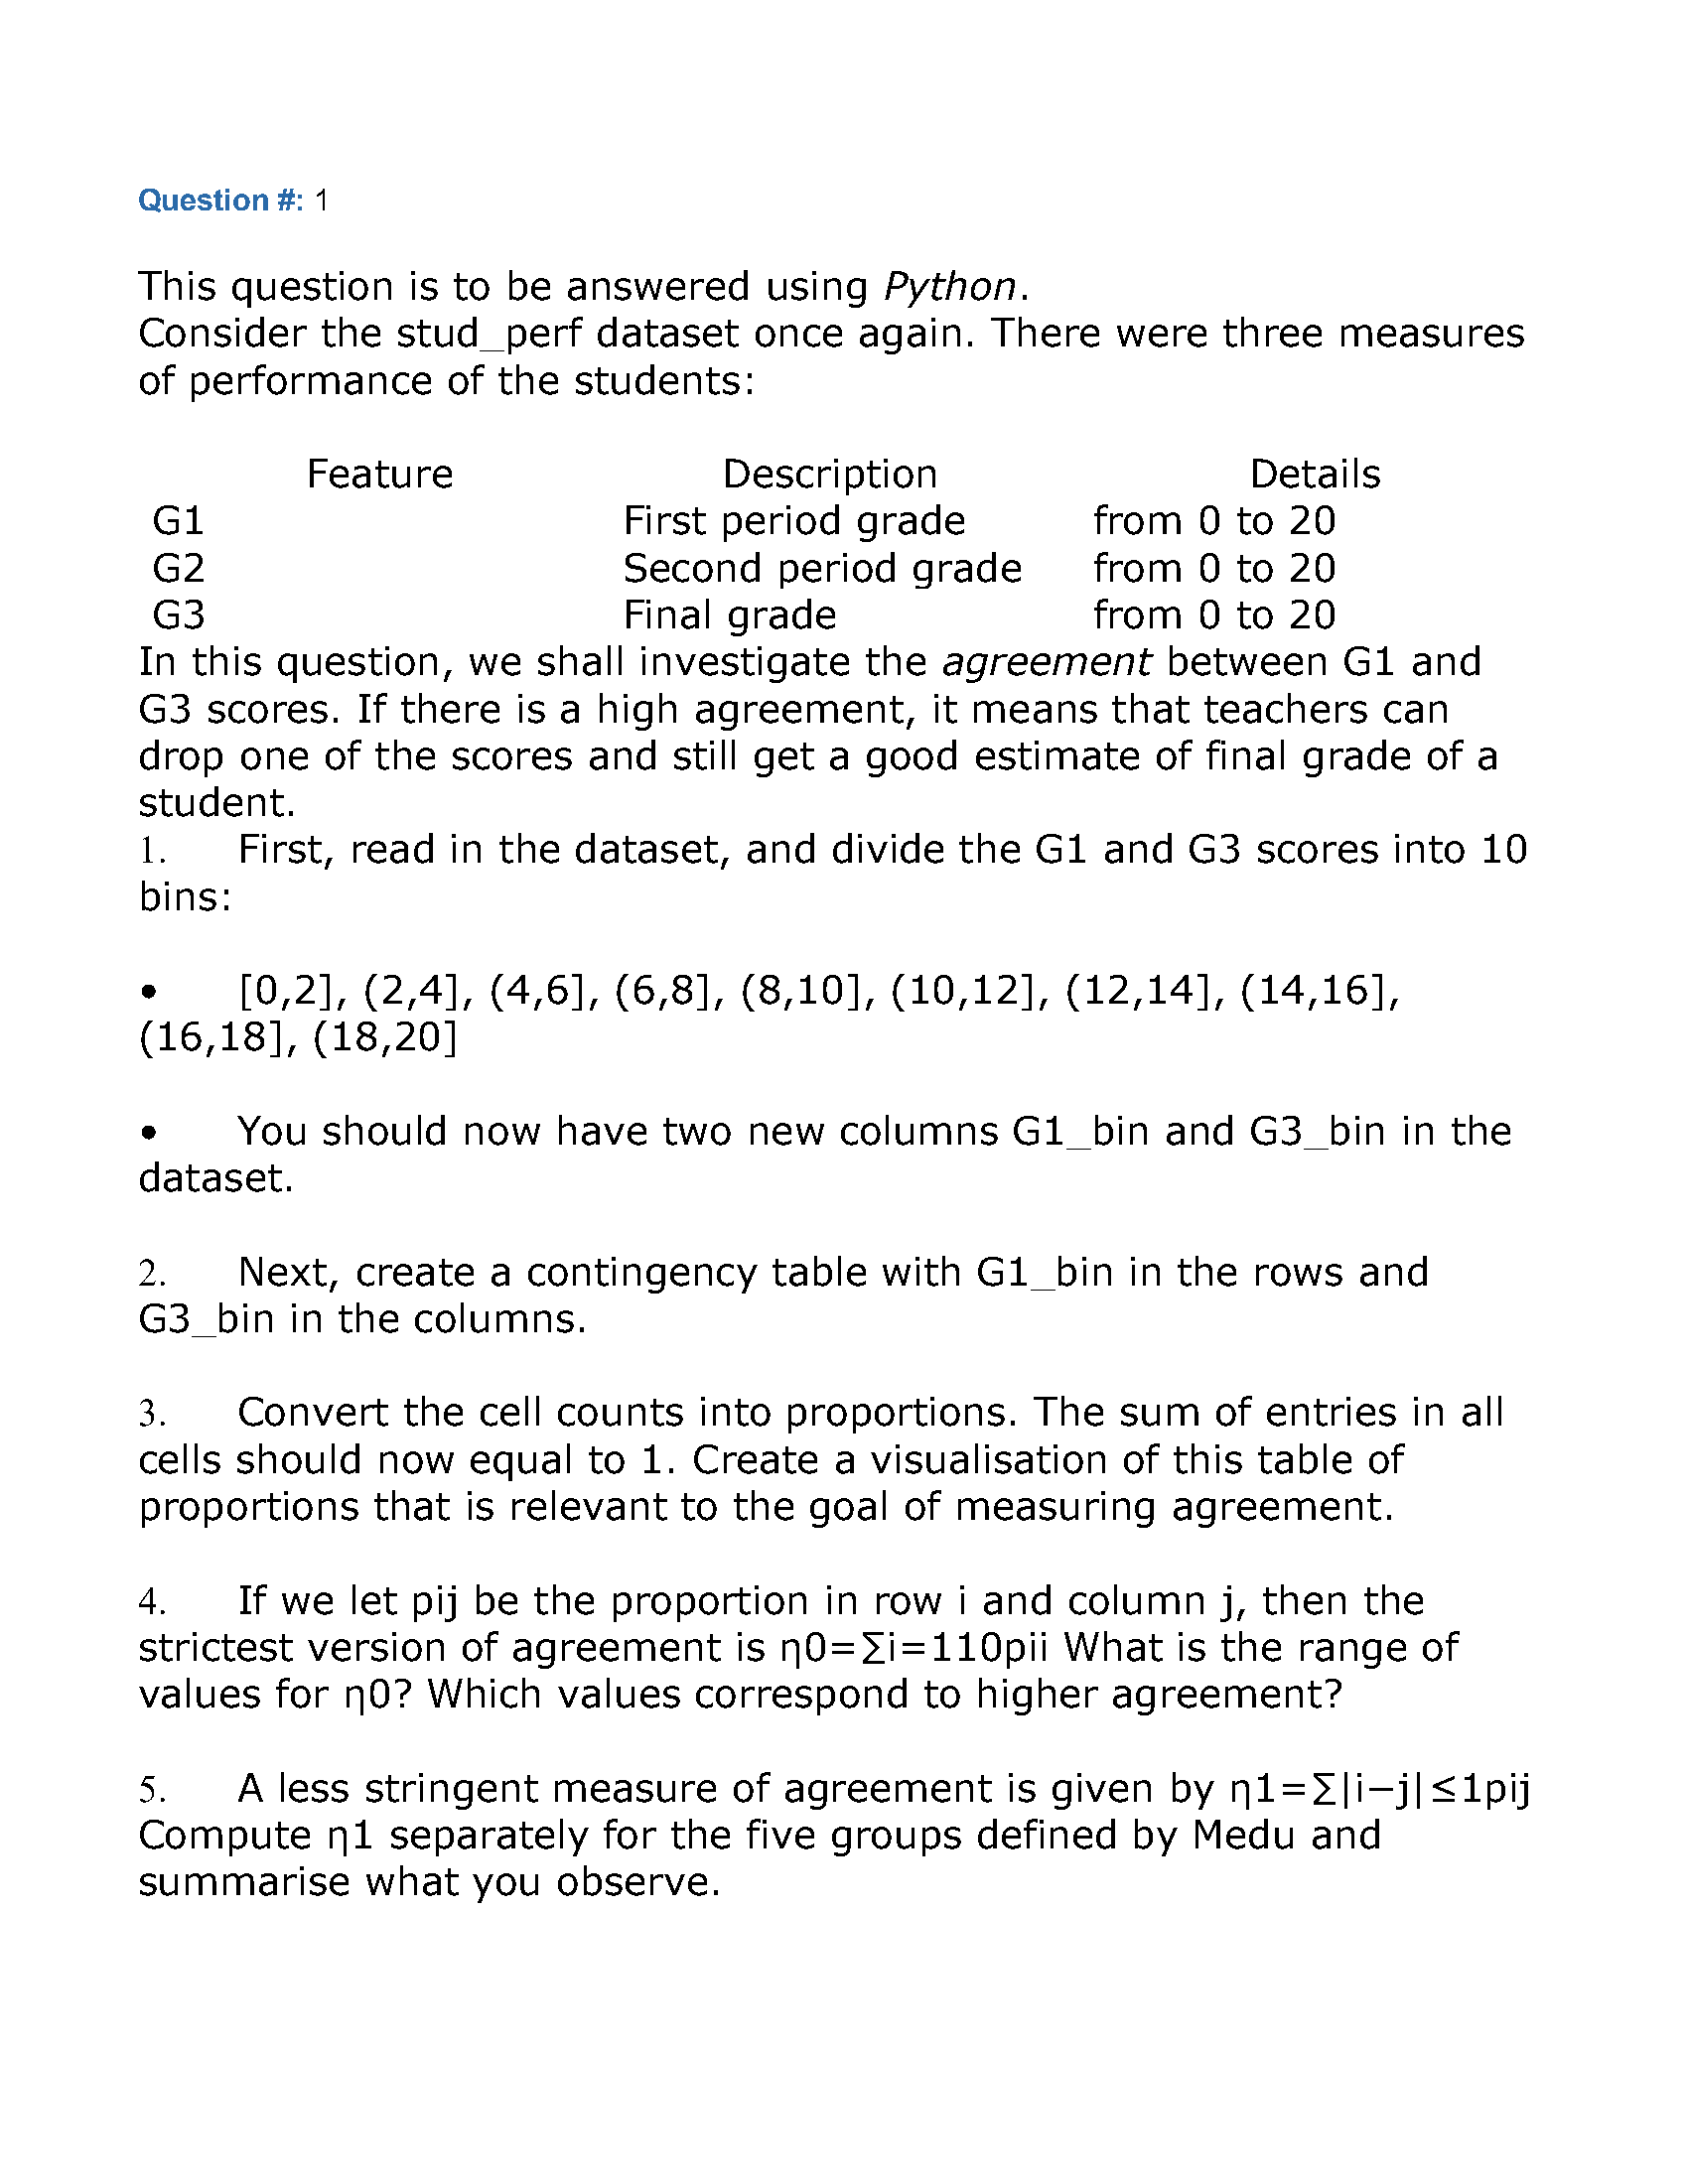 Question #: 1
This question is to be answered using Python.
Consider the stud_perf dataset once again. There were three measures
of performance of the students:
Feature Description Details
G1 First period grade from 0 to 20
G2 Second period grade from 0 to 20
G3 Final grade from 0 to 20
In this question, we shall investigate the agreement between G1 and
G3 scores. If there is a high agreement, it means that teachers can
drop one of the scores and still get a good estimate of final grade of a
student.
1. First, read in the dataset, and divide the G1 and G3 scores into 10
bins:
• [0,2], (2,4], (4,6], (6,8], (8,10], (10,12], (12,14], (14,16],
(16,18], (18,20]
• You should now have two new columns G1_bin and G3_bin in the
dataset.
2. Next, create a contingency table with G1_bin in the rows and
G3_bin in the columns.
3. Convert the cell counts into proportions. The sum of entries in all
cells should now equal to 1. Create a visualisation of this table of
proportions that is relevant to the goal of measuring agreement.
4. If we let pij be the proportion in row i and column j, then the
strictest version of agreement is η0=∑i=110pii What is the range of
values for η0? Which values correspond to higher agreement?
5. A less stringent measure of agreement is given by η1=∑|i−j|≤1pij
Compute η1 separately for the five groups defined by Medu and
summarise what you observe.